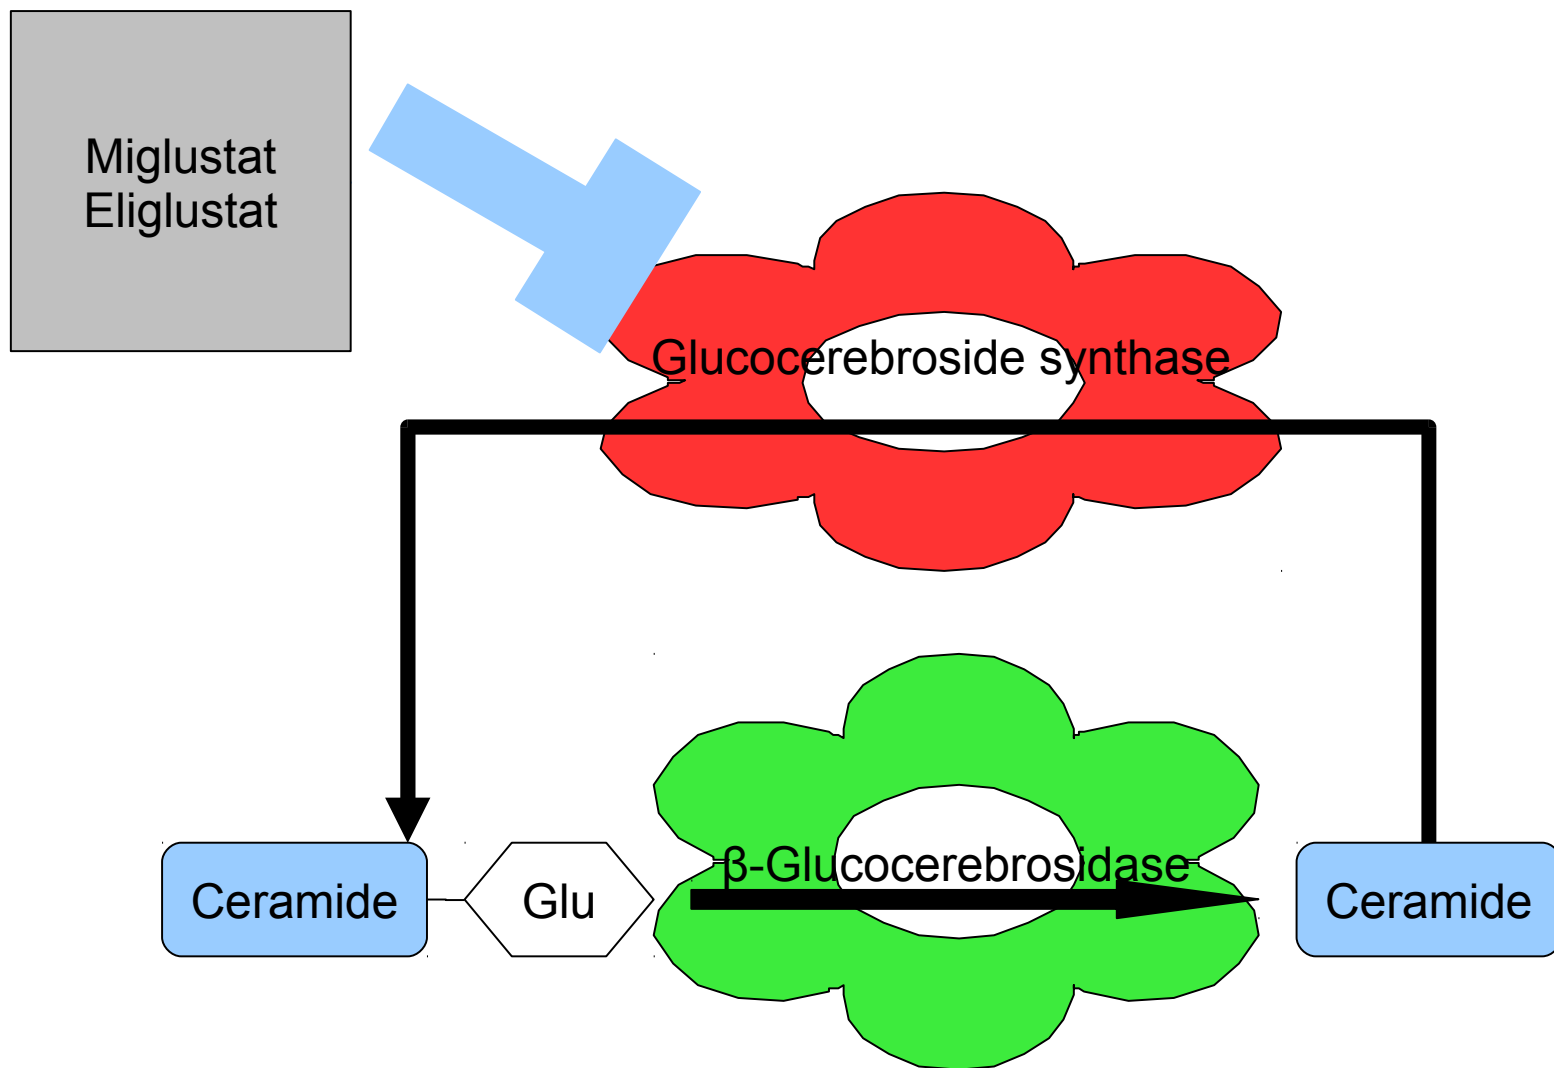 Miglustat
Eliglustat
Glucocerebroside synthase
β-Glucocerebrosidase
Ceramide
Glu
Ceramide